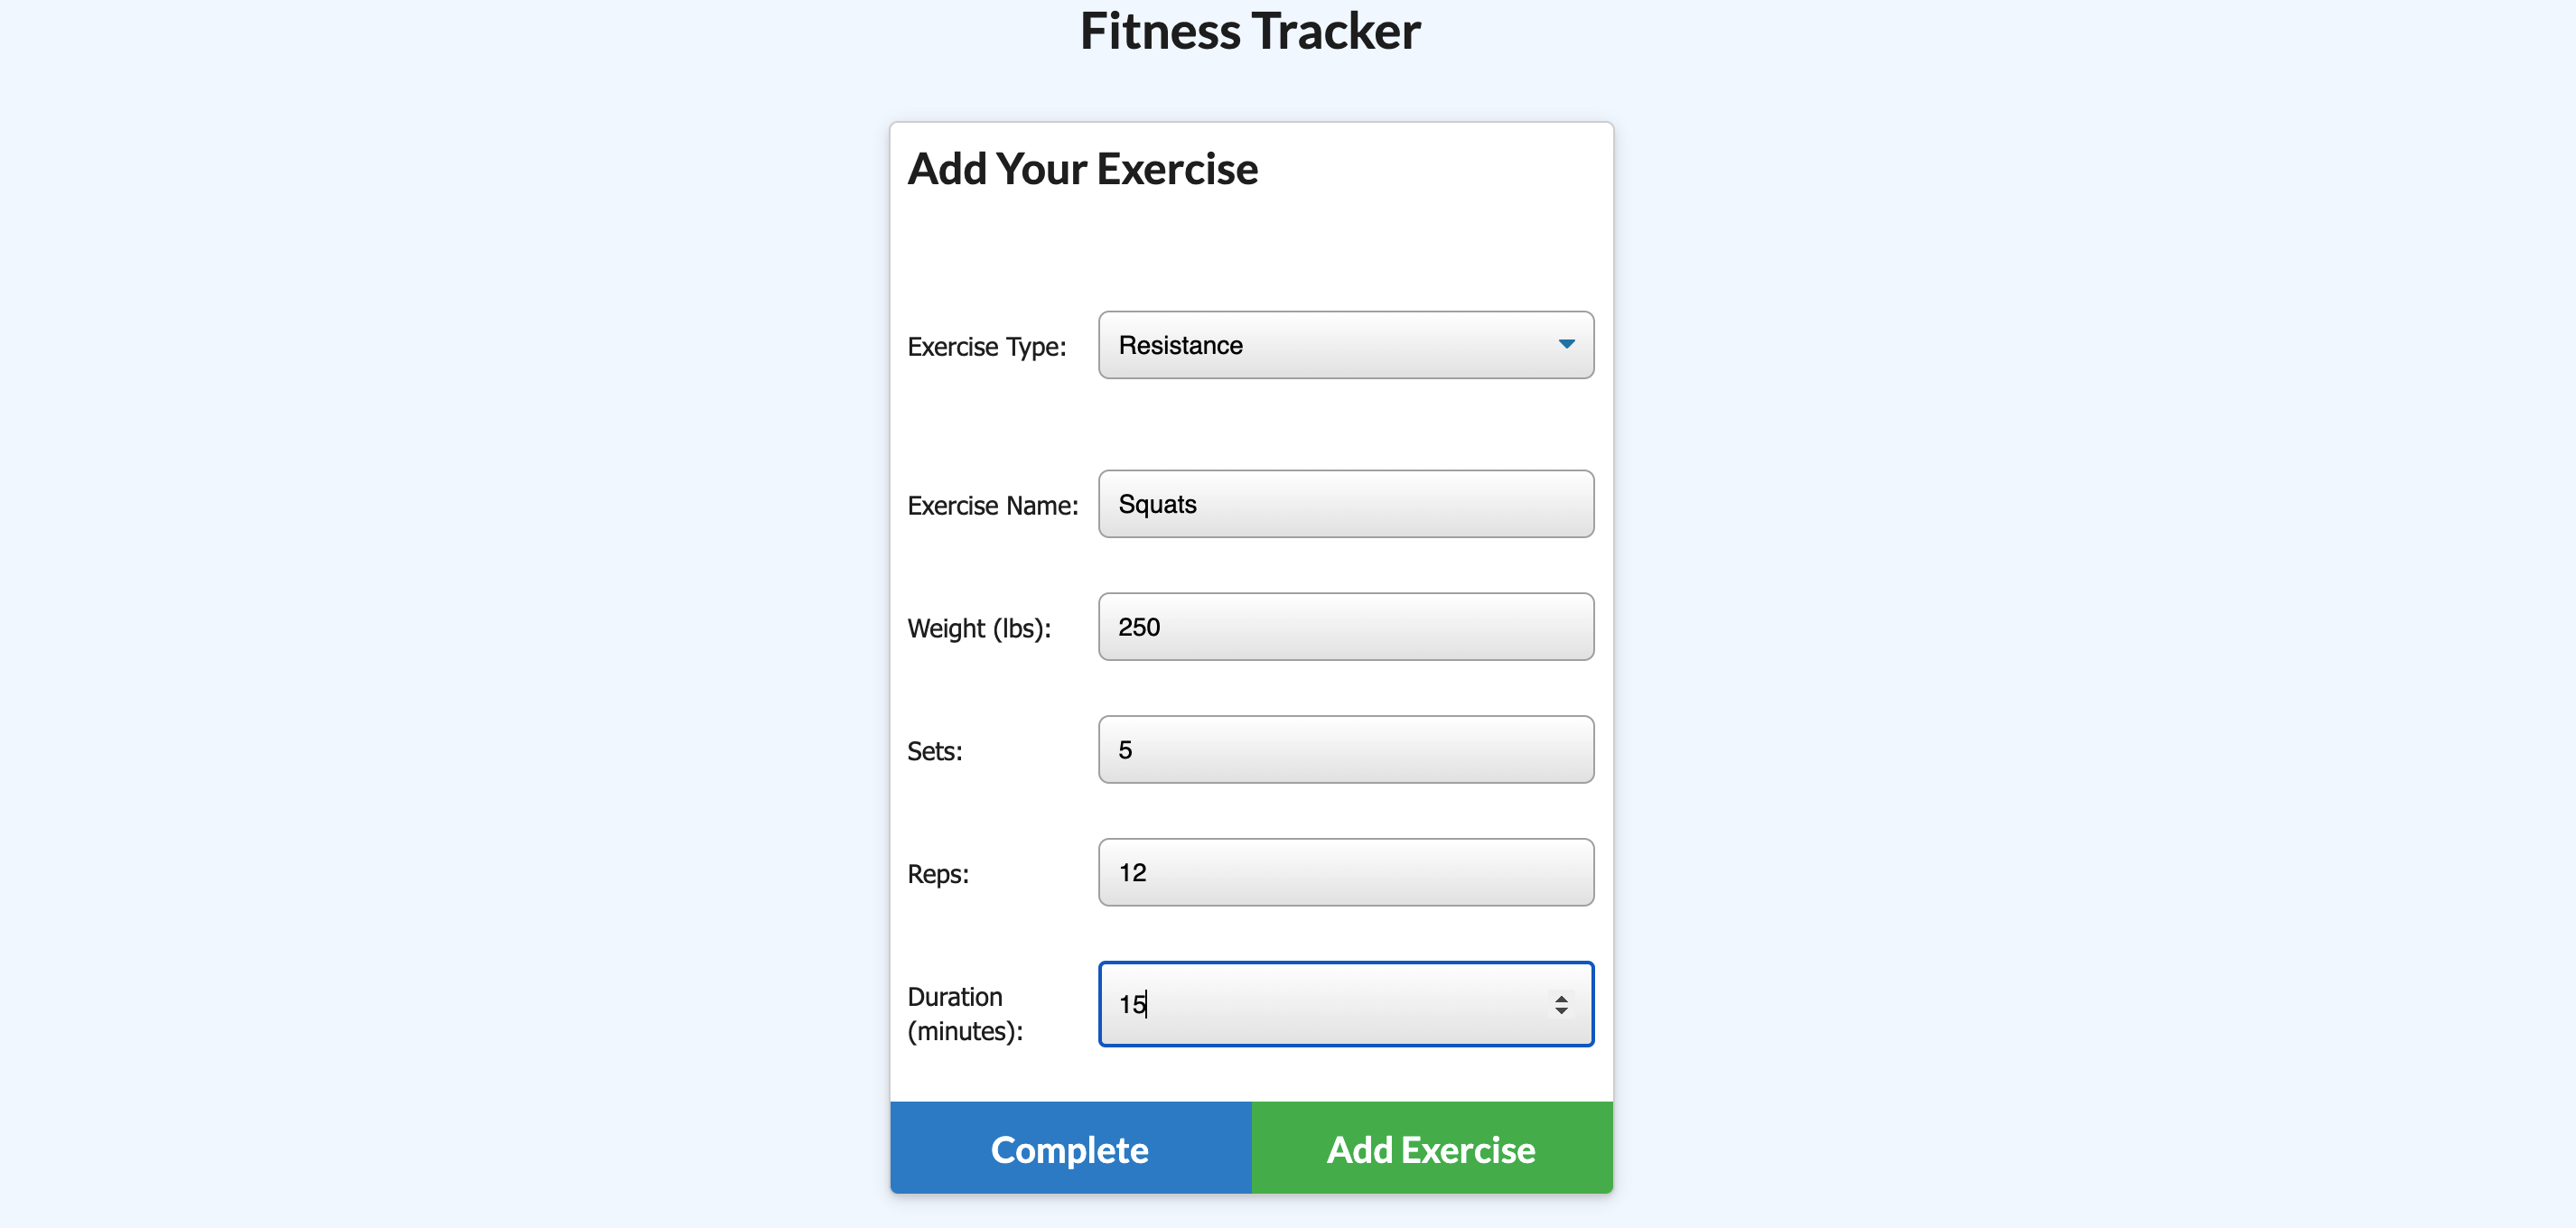 Fitness Tracker
Add Your Exercise
Exercise Type: Resistance
Exercise Name: Squats
Weight (lbs): 250
Sets: 5
Reps: 12
Duration
(minutes): 15
Complete Add Exercise